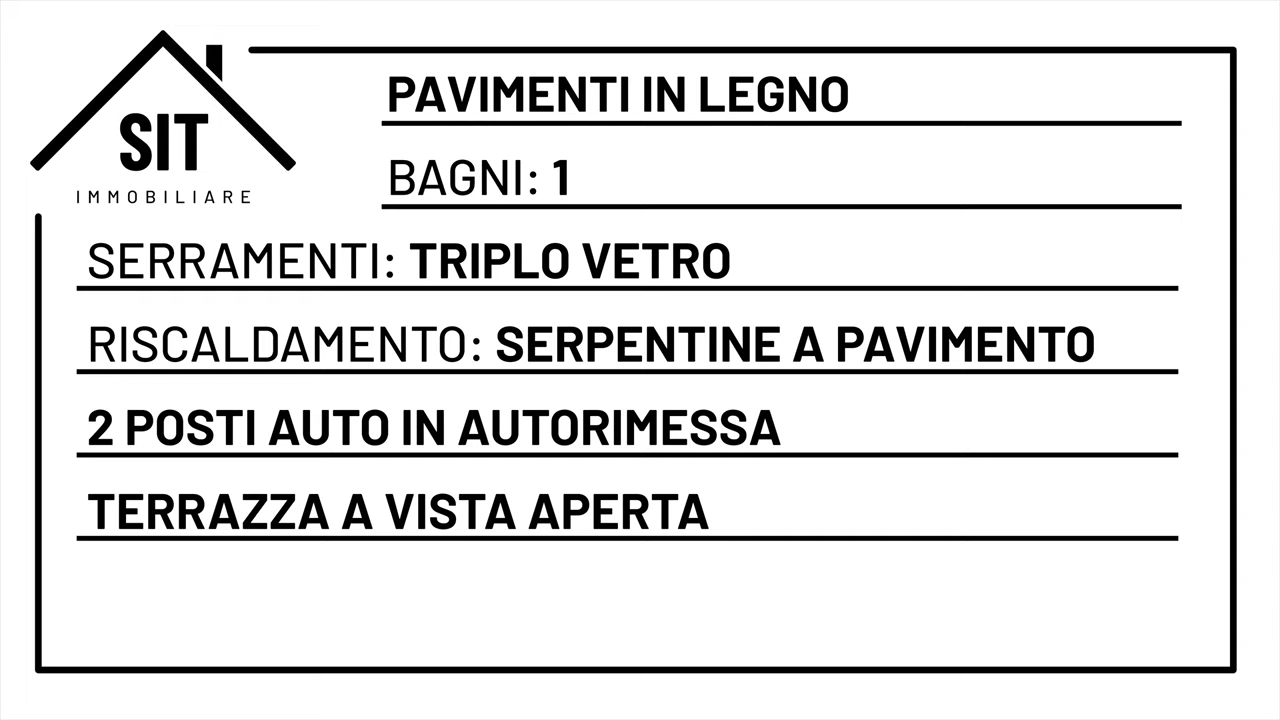 SIT
IMMOBILIARE
PAVIMENTI IN LEGNO
BAGNI: 1
SERRAMENTI: TRIPLO VETRO
RISCALDAMENTO: SERPENTINE A PAVIMENTO
2 POSTI AUTO IN AUTORIMESSA
TERRAZZA A VISTA APERTA